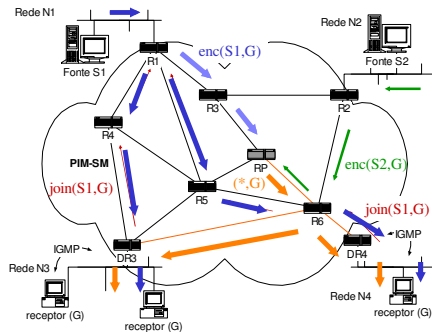 Rede N1
Fonte S1
R1
enc(S1,G)
Rede N2
Fonte S2
R3
R2
R4
PIM-SM
RP
enc(S2,G)
join(S1,G)
(*,G)
R5
R6
join(S1,G)
IGMP
DR3
DR4
IGMP
Rede N3
receptor (G)
receptor (G)
Rede N4
receptor (G)